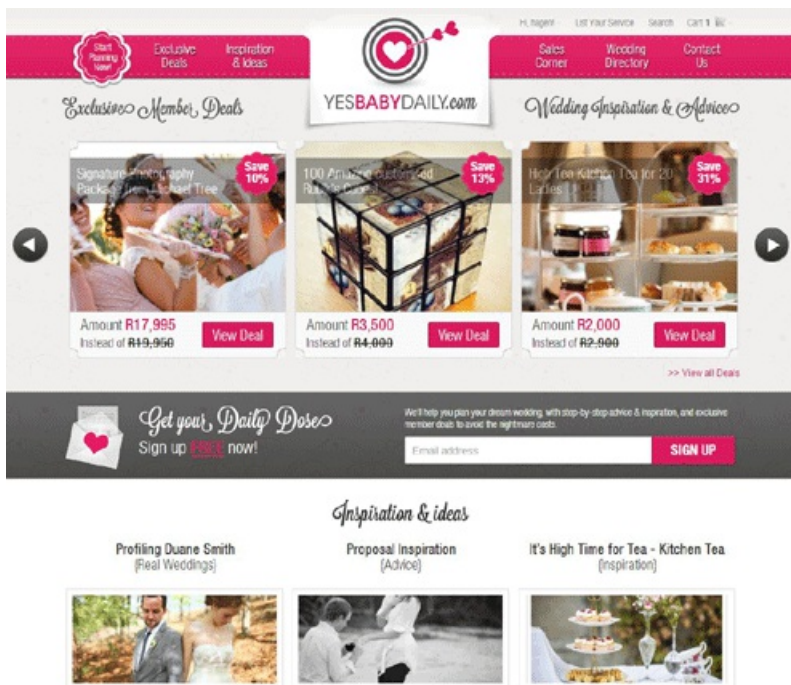 List Your Service
Search
Cart 1
Start
Planning
Now!
Exclusive
Deals
Inspiration
& Ideas
YESBABYDAILY.com
Sales
Corner
Wedding
Directory
Contact
Us
Exclusive Member Deals
Wedding Inspiration & Advice
Signature Photography
Package from Michael Tree
Save
10%
100 Amazing customised
Rubik's Cubes!
Save
13%
High Tea Kitchen Tea for 20
Ladies
Save
31%
Amount R17,995
Instead of R19,950
View Deal
Amount R3,500
Instead of R4,000
View Deal
Amount R2,000
Instead of R2,900
View Deal
>> View all Deals
Get your Daily Dose
Sign up FREE now!
We'll help you plan your dream wedding, with step-by-step advice & inspiration, and exclusive
member deals to avoid the nightmare costs.
Email address
SIGN UP
Inspiration & ideas
Profiling Duane Smith
{Real Weddings}
Proposal Inspiration
{Advice}
It's High Time for Tea - Kitchen Tea
{Inspiration}